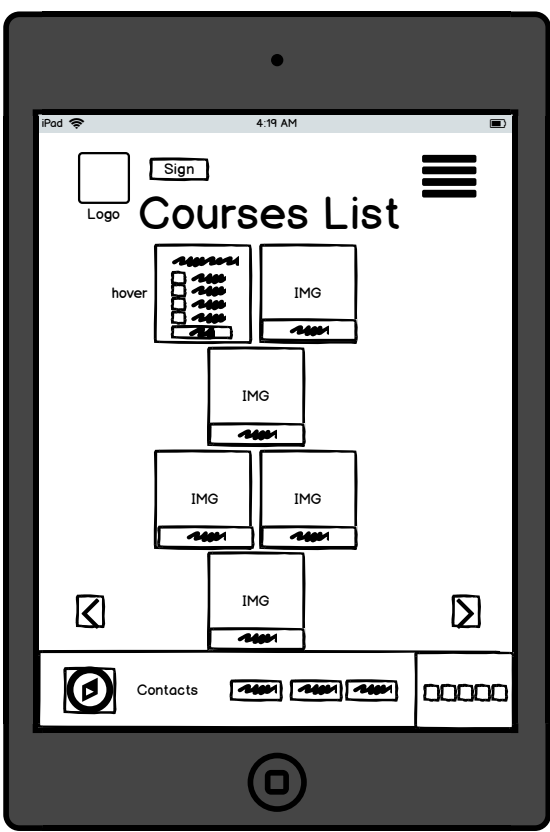 iPad 4:19 AM
Sign
Logo
Courses List
hover
IMG
IMG
IMG IMG
IMG
Contacts